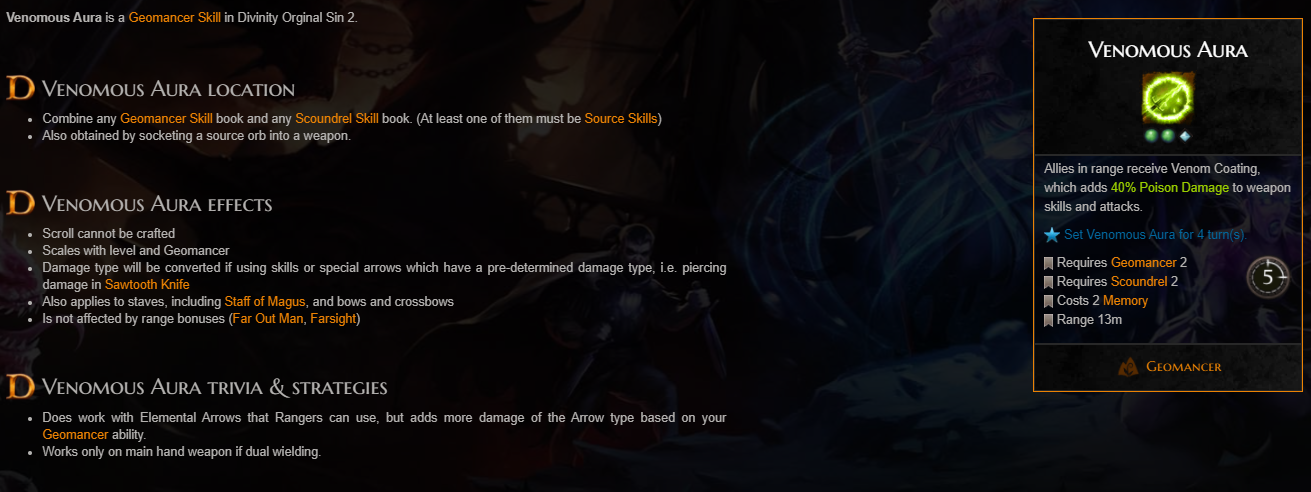 Venomous Aura is a Geomancer Skill in Divinity Orginal Sin 2.
Venomous Aura location
Combine any Geomancer Skill book and any Scoundrel Skill book. (At least one of them must be Source Skills)
Also obtained by socketing a source orb into a weapon.
Venomous Aura effects
Scroll cannot be crafted
Scales with level and Geomancer
Damage type will be converted if using skills or special arrows which have a pre-determined damage type, i.e. piercing
damage in Sawtooth Knife
Also applies to staves, including Staff of Magus, and bows and crossbows
Is not affected by range bonuses (Far Out Man, Farsight)
Venomous Aura trivia & strategies
Does work with Elemental Arrows that Rangers can use, but adds more damage of the Arrow type based on your
Geomancer ability.
Works only on main hand weapon if dual wielding.
Venomous Aura
Allies in range receive Venom Coating,
which adds 40% Poison Damage to weapon
skills and attacks.
Set Venomous Aura for 4 turn(s).
Requires Geomancer 2
Requires Scoundrel 2
Costs 2 Memory
Range 13m
5
Geomancer